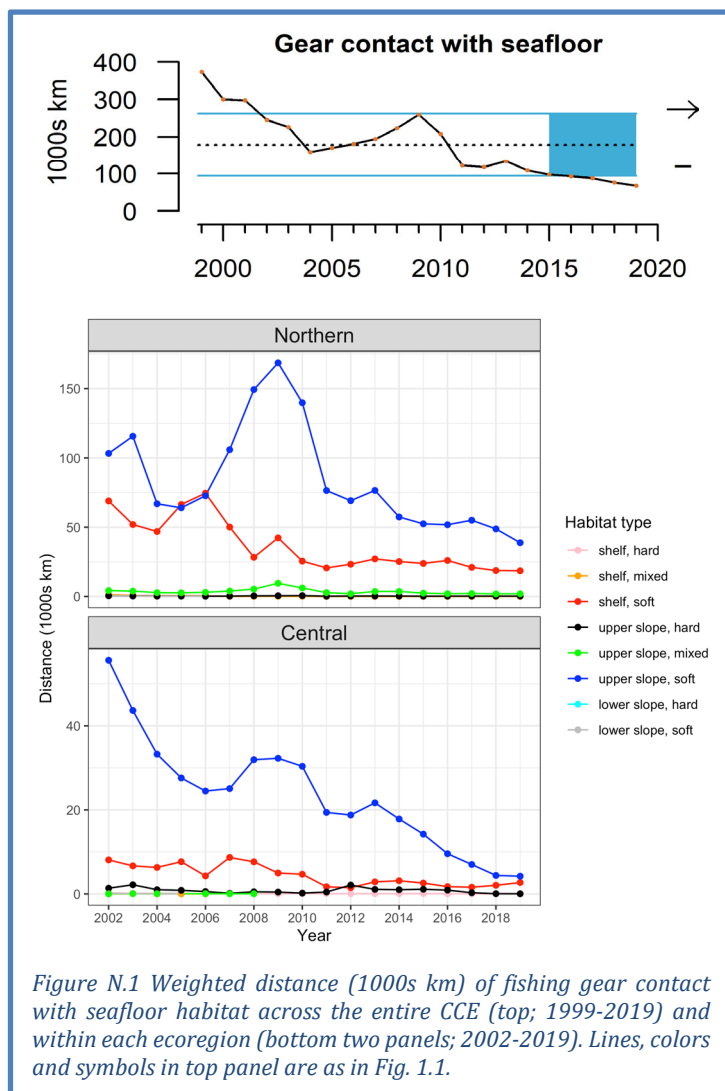 Gear contact with seafloor
1000s km
400
300
200
100
0
2000 2005 2010 2015 2020
Northern
150
100
50
0
Central
40
20
0
Distance (1000s km)
2002 2004 2006 2008 2010 2012 2014 2016 2018
Year
Habitat type
shelf, hard
shelf, mixed
shelf, soft
upper slope, hard
upper slope, mixed
upper slope, soft
lower slope, hard
lower slope, soft
Figure N.1 Weighted distance (1000s km) of fishing gear contact
with seafloor habitat across the entire CCE (top; 1999-2019) and
within each ecoregion (bottom two panels; 2002-2019). Lines, colors
and symbols in top panel are as in Fig. 1.1.